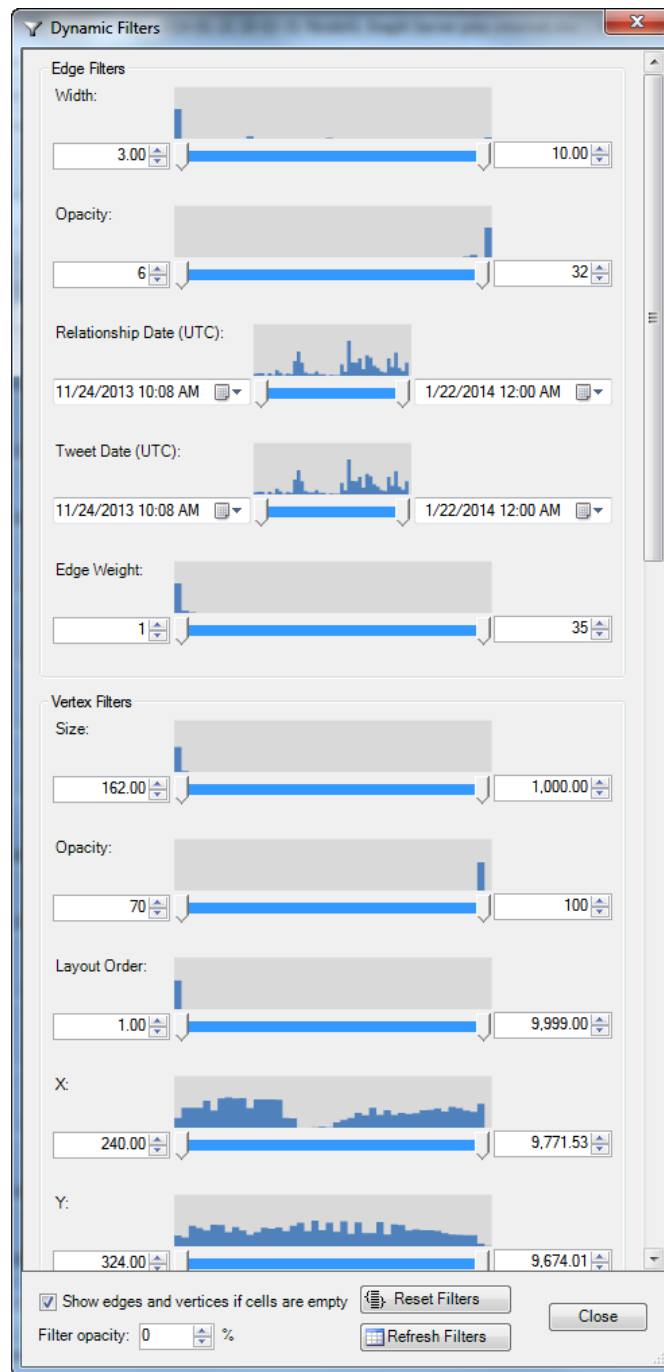 Dynamic Filters
Edge Filters
Width:
3.00 10.00
Opacity:
6 32
Relationship Date (UTC):
11/24/2013 10:08 AM 1/22/2014 12:00 AM
Tweet Date (UTC):
11/24/2013 10:08 AM 1/22/2014 12:00 AM
Edge Weight:
1 35
Vertex Filters
Size:
162.00 1,000.00
Opacity:
70 100
Layout Order:
1.00 9,999.00
X:
240.00 9,771.53
Y:
324.00 9,674.01
Show edges and vertices if cells are empty Reset Filters
Close
Filter opacity: 0 % Refresh Filters